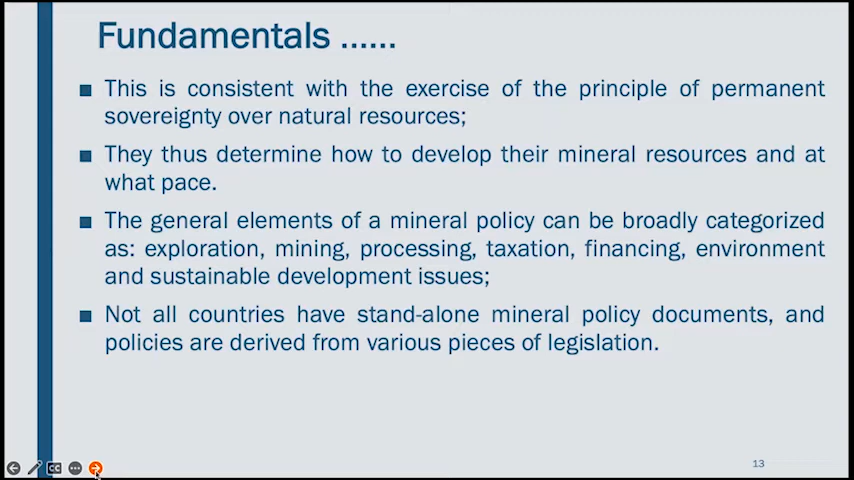 Fundamentals ......
■ This is consistent with the exercise of the principle of permanent
sovereignty over natural resources;
■ They thus determine how to develop their mineral resources and at
what pace.
■ The general elements of a mineral policy can be broadly categorized
as: exploration, mining, processing, taxation, financing, environment
and sustainable development issues;
■ Not all countries have stand-alone mineral policy documents, and
policies are derived from various pieces of legislation.
CC
13